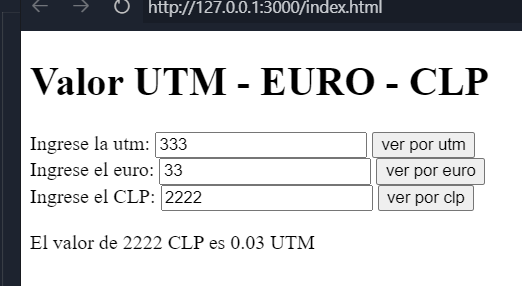 http://127.0.0.1:3000/index.html
Valor UTM - EURO - CLP
Ingrese la utm: 333 ver por utm
Ingrese el euro: 33 ver por euro
Ingrese el CLP: 2222 ver por clp
El valor de 2222 CLP es 0.03 UTM